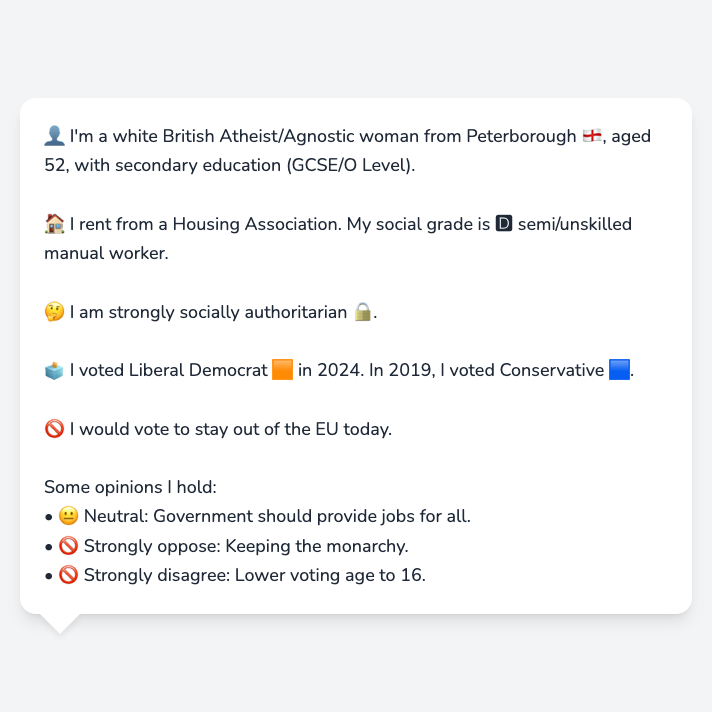 👤 I'm a white British Atheist/Agnostic woman from Peterborough 🏴󠁧󠁢󠁥󠁮󠁧󠁿, aged
52, with secondary education (GCSE/O Level).
🏠 I rent from a Housing Association. My social grade is 🅳 semi/unskilled
manual worker.
🤔 I am strongly socially authoritarian 🔒.
🗳️ I voted Liberal Democrat 🟧 in 2024. In 2019, I voted Conservative 🟦.
🚫 I would vote to stay out of the EU today.
Some opinions I hold:
• 😐 Neutral: Government should provide jobs for all.
• 🚫 Strongly oppose: Keeping the monarchy.
• 🚫 Strongly disagree: Lower voting age to 16.